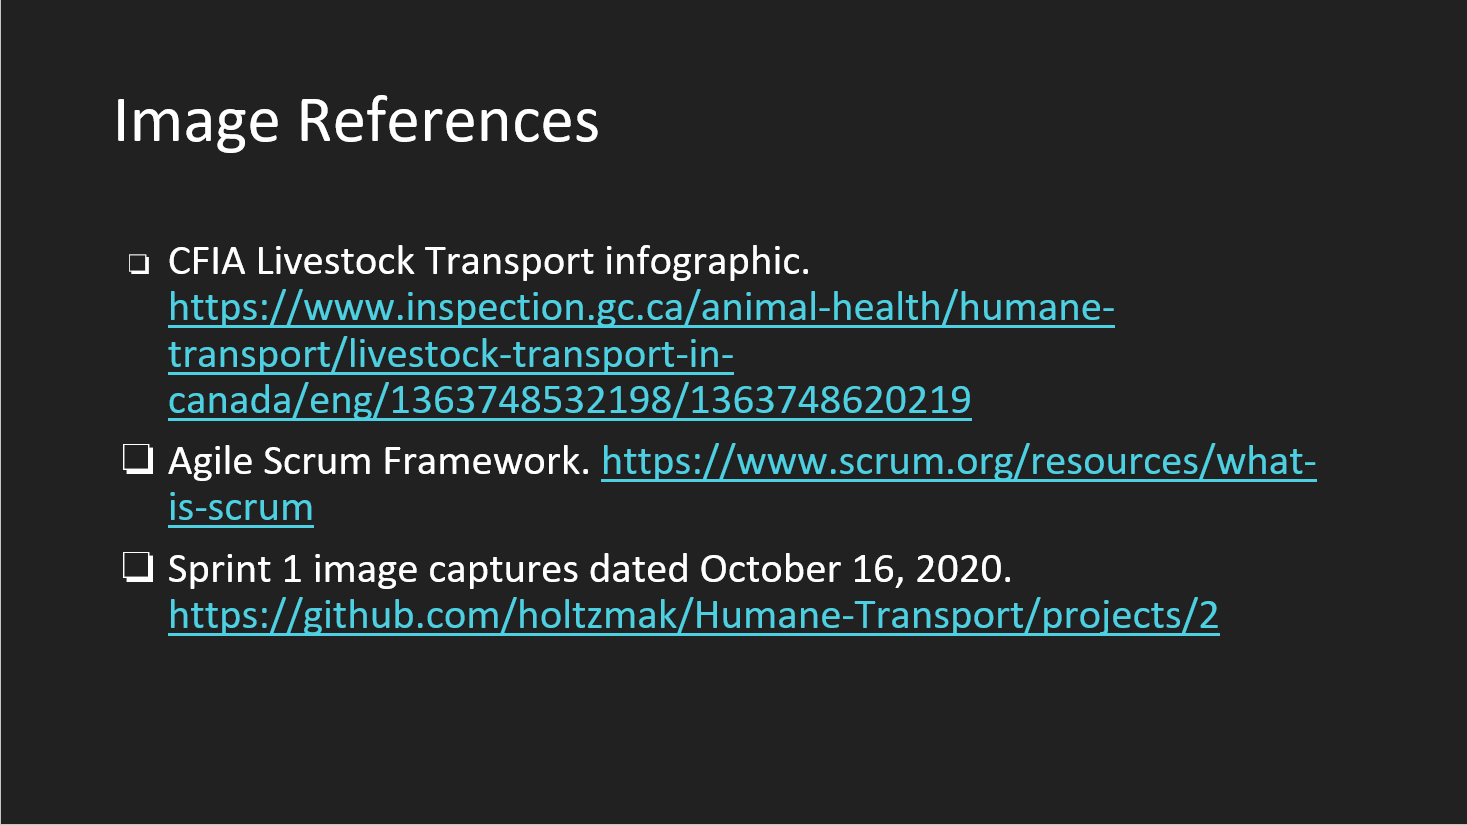 Image References
❑ CFIA Livestock Transport infographic.
https://www.inspection.gc.ca/animal-health/humane-
transport/livestock-transport-in-
canada/eng/1363748532198/1363748620219
❑ Agile Scrum Framework. https://www.scrum.org/resources/what-
is-scrum
❑ Sprint 1 image captures dated October 16, 2020.
https://github.com/holtzmak/Humane-Transport/projects/2